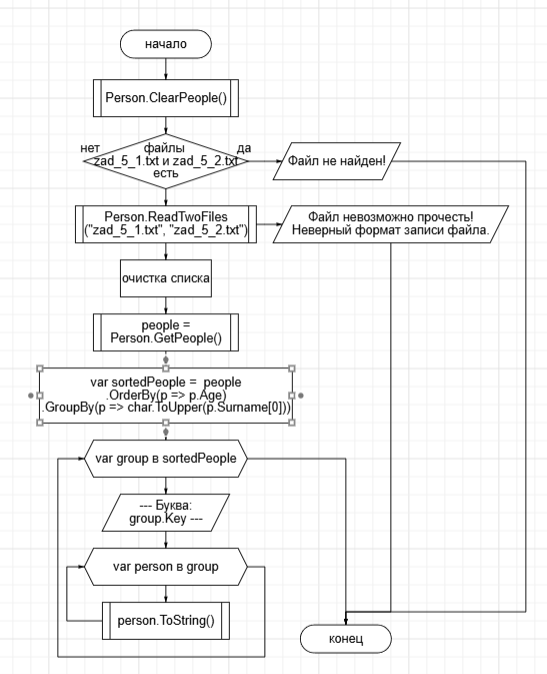 начало
Person.ClearPeople()
нет
файлы
да
zad_5_1.txt и zad_5_2.txt
есть
Файл не найден!
Person.ReadTwoFiles
("zad_5_1.txt", "zad_5_2.txt")
Файл невозможно прочесть!
Неверный формат записи файла.
очистка списка
people =
Person.GetPeople()
var sortedPeople = people
.OrderBy(p => p.Age)
.GroupBy(p => char.ToUpper(p.Surname[0]))
var group в sortedPeople
--- Буква:
group.Key ---
var person в group
person.ToString()
конец